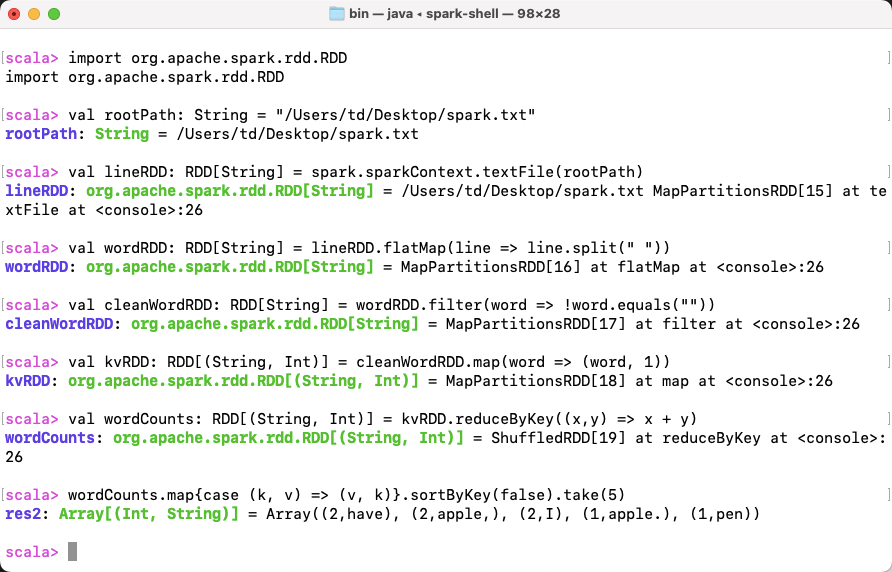 bin — java ◂ spark-shell — 98×28
scala> import org.apache.spark.rdd.RDD
import org.apache.spark.rdd.RDD
scala> val rootPath: String = "/Users/td/Desktop/spark.txt"
rootPath: String = /Users/td/Desktop/spark.txt
scala> val lineRDD: RDD[String] = spark.sparkContext.textFile(rootPath)
lineRDD: org.apache.spark.rdd.RDD[String] = /Users/td/Desktop/spark.txt MapPartitionsRDD[15] at te
xtFile at <console>:26
scala> val wordRDD: RDD[String] = lineRDD.flatMap(line => line.split(" "))
wordRDD: org.apache.spark.rdd.RDD[String] = MapPartitionsRDD[16] at flatMap at <console>:26
scala> val cleanWordRDD: RDD[String] = wordRDD.filter(word => !word.equals(""))
cleanWordRDD: org.apache.spark.rdd.RDD[String] = MapPartitionsRDD[17] at filter at <console>:26
scala> val kvRDD: RDD[(String, Int)] = cleanWordRDD.map(word => (word, 1))
kvRDD: org.apache.spark.rdd.RDD[(String, Int)] = MapPartitionsRDD[18] at map at <console>:26
scala> val wordCounts: RDD[(String, Int)] = kvRDD.reduceByKey((x,y) => x + y)
wordCounts: org.apache.spark.rdd.RDD[(String, Int)] = ShuffledRDD[19] at reduceByKey at <console>:
26
scala> wordCounts.map{case (k, v) => (v, k)}.sortByKey(false).take(5)
res2: Array[(Int, String)] = Array((2,have), (2,apple,), (2,I), (1,apple.), (1,pen))
scala>